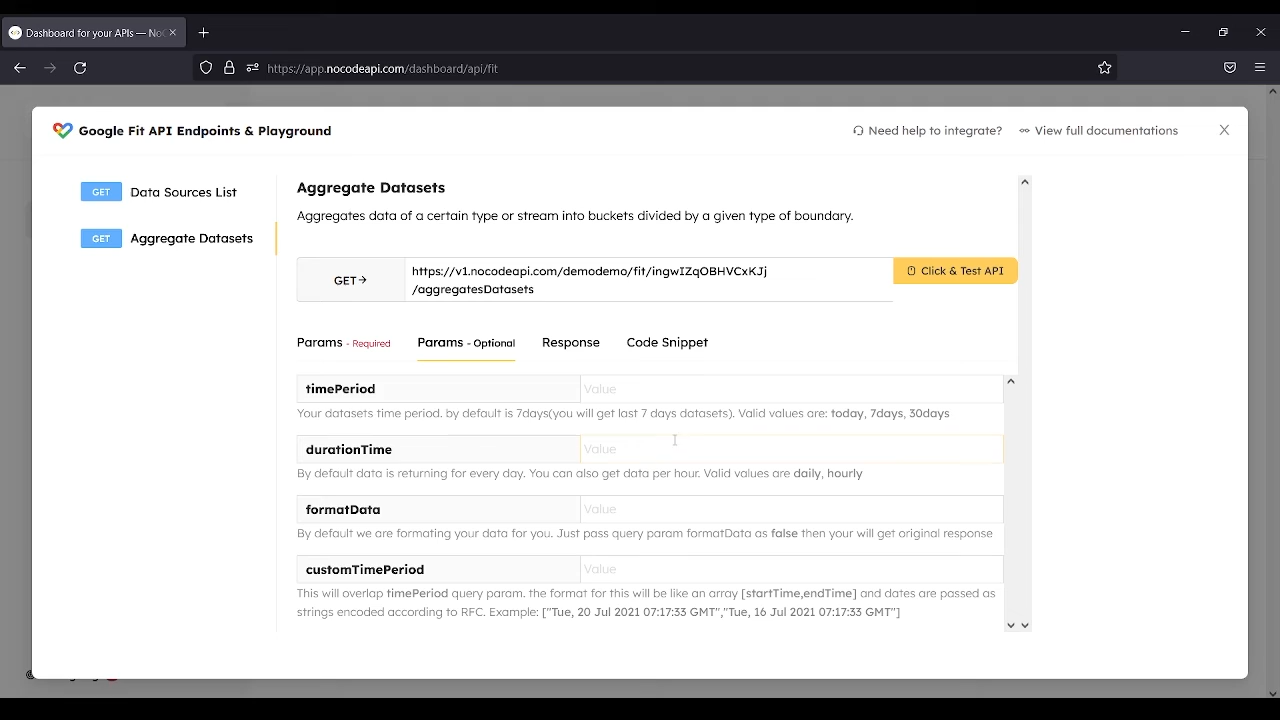 Dashboard for your APIs — NoC
https://app.nocodeapi.com/dashboard/api/fit
Google Fit API Endpoints & Playground
Need help to integrate?
View full documentations
GET Data Sources List
GET Aggregate Datasets
Aggregate Datasets
Aggregates data of a certain type or stream into buckets divided by a given type of boundary.
GET→
https://v1.nocodeapi.com/demodemo/fit/ingwIZqOBHVCxKJj
/aggregatesDatasets
Click & Test API
Params - Required
Params - Optional
Response
Code Snippet
timePeriod
Value
Your datasets time period. by default is 7days(you will get last 7 days datasets). Valid values are: today, 7days, 30days
durationTime
Value
By default data is returning for every day. You can also get data per hour. Valid values are daily, hourly
formatData
Value
By default we are formating your data for you. Just pass query param formatData as false then your will get original response
customTimePeriod
Value
This will overlap timePeriod query param. the format for this will be like an array [startTime,endTime] and dates are passed as
strings encoded according to RFC. Example: ["Tue, 20 Jul 2021 07:17:33 GMT","Tue, 16 Jul 2021 07:17:33 GMT"]